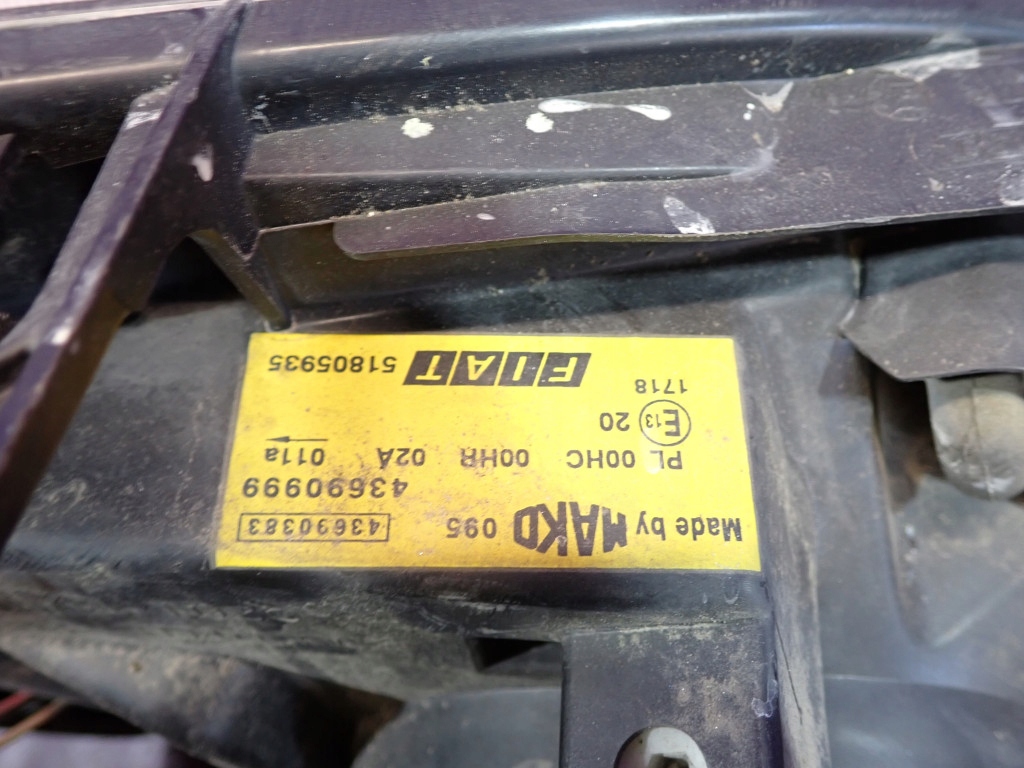 Made by MAKO 095 43690383
43690999
PL 00HC 00HR 02A 011a
E13 20
1718
FIAT 51805935